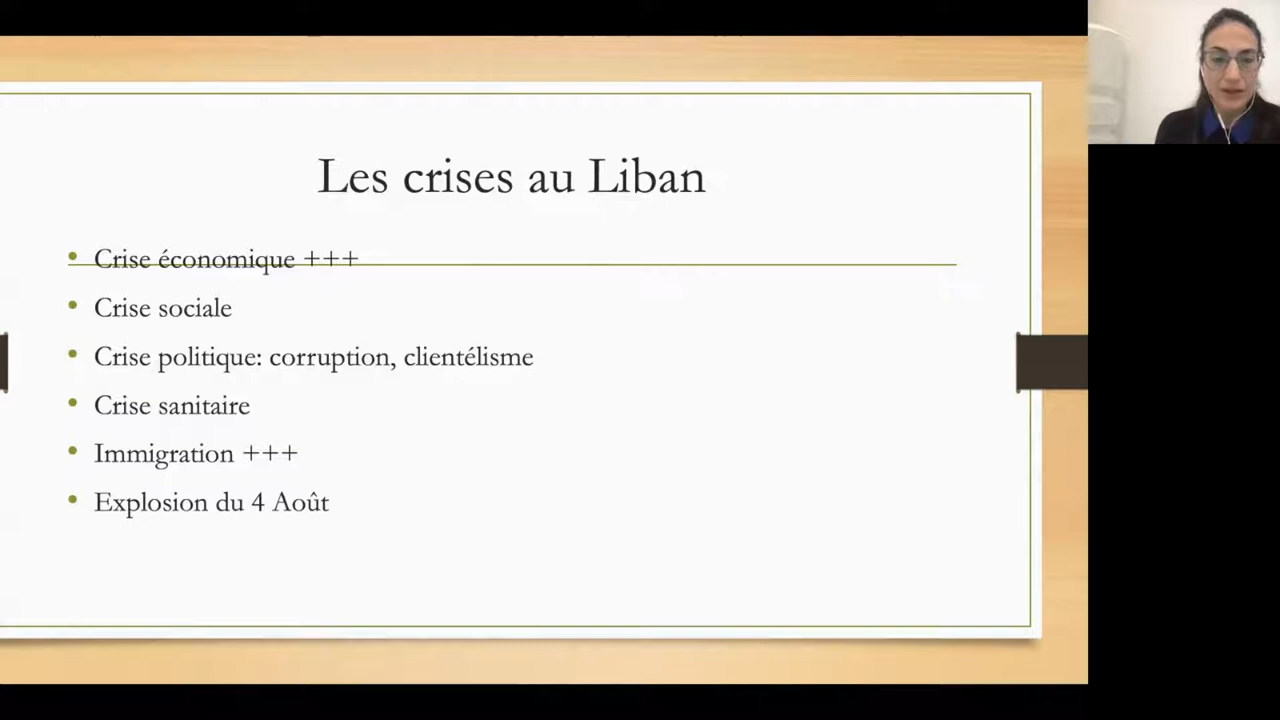 Les crises au Liban
• Crise économique +++
• Crise sociale
• Crise politique: corruption, clientélisme
• Crise sanitaire
• Immigration +++
• Explosion du 4 Août